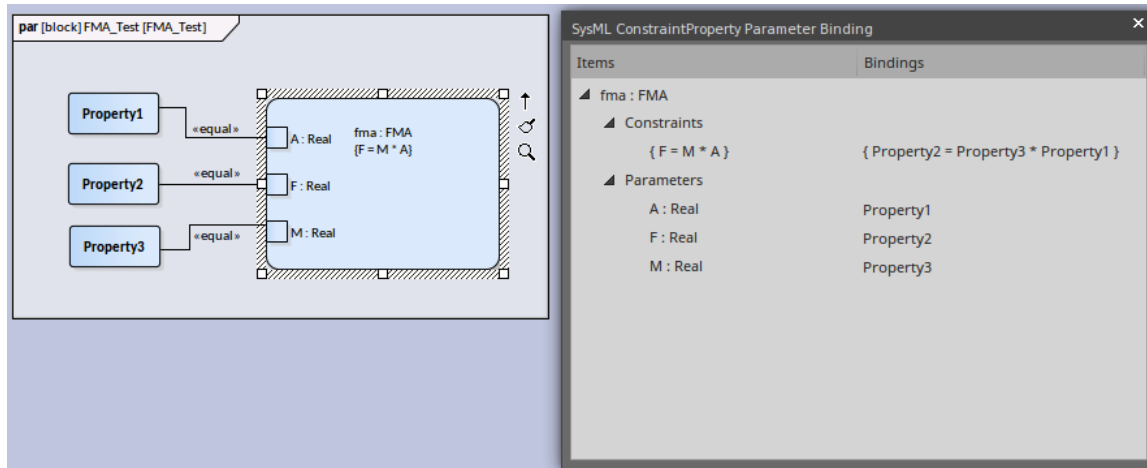 par [block] FMA_Test [FMA_Test]
Property1
«equal»
A : Real
fma : FMA
{F = M * A}
Property2
«equal»
F : Real
Property3
«equal»
M : Real
SysML ConstraintProperty Parameter Binding
Items Bindings
fma : FMA
Constraints
{ F = M * A } { Property2 = Property3 * Property1 }
Parameters
A : Real Property1
F : Real Property2
M : Real Property3